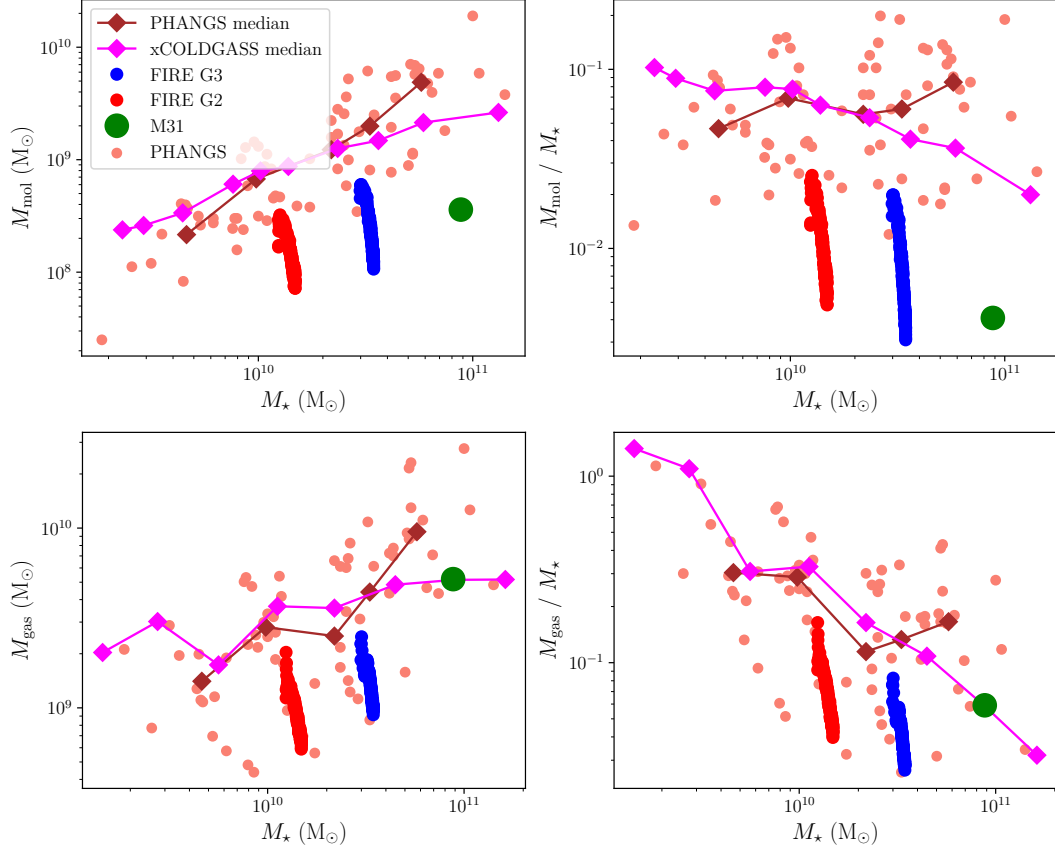 PHANGS median
xCOLDGASS median
FIRE G3
FIRE G2
M31
PHANGS
10^10
10^9
10^8
M_mol (M_⊙)
10^10
10^11
M_⋆ (M_⊙)
10^-1
10^-2
M_mol / M_⋆
10^10
10^11
M_⋆ (M_⊙)
10^10
10^9
M_gas (M_⊙)
10^10
10^11
M_⋆ (M_⊙)
10^0
10^-1
M_gas / M_⋆
10^10
10^11
M_⋆ (M_⊙)